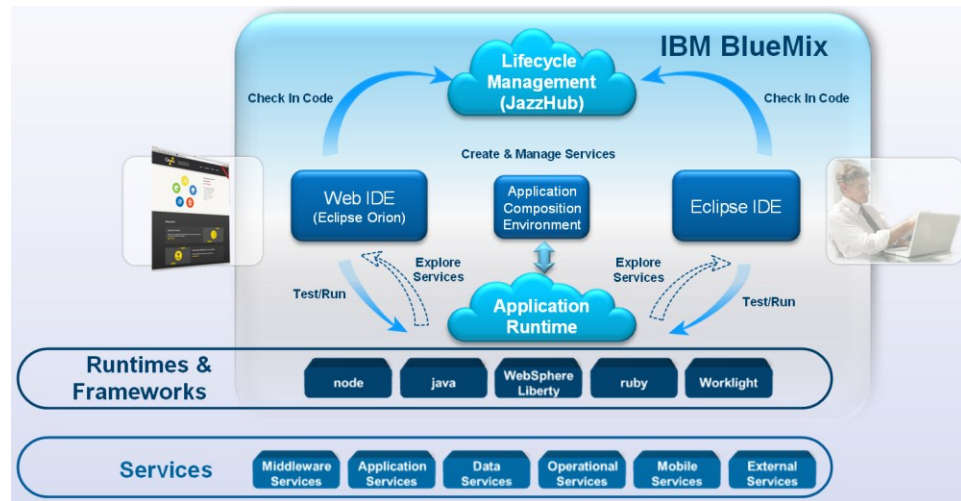 IBM BlueMix
Lifecycle
Management
(JazzHub)
Check In Code
Check In Code
Create & Manage Services
Web IDE
(Eclipse Orion)
Application
Composition
Environment
Eclipse IDE
Explore
Services
Explore
Services
Test/Run
Test/Run
Application
Runtime
Runtimes &
Frameworks
node
java
WebSphere
Liberty
ruby
Worklight
Services
Middleware
Services
Application
Services
Data
Services
Operational
Services
Mobile
Services
External
Services